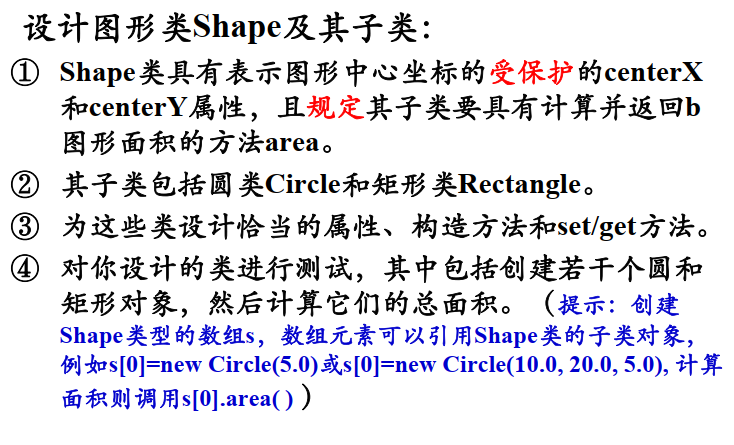 设计图形类Shape及其子类：
① Shape类具有表示图形中心坐标的受保护的centerX
和centerY属性，且规定其子类要具有计算并返回b
图形面积的方法area。
② 其子类包括圆类Circle和矩形类Rectangle。
③ 为这些类设计恰当的属性、构造方法和set/get方法。
④ 对你设计的类进行测试，其中包括创建若干个圆和
矩形对象，然后计算它们的总面积。（提示：创建
Shape类型的数组s，数组元素可以引用Shape类的子类对象，
例如s[0]=new Circle(5.0)或s[0]=new Circle(10.0, 20.0, 5.0), 计算
面积则调用s[0].area( ) ）